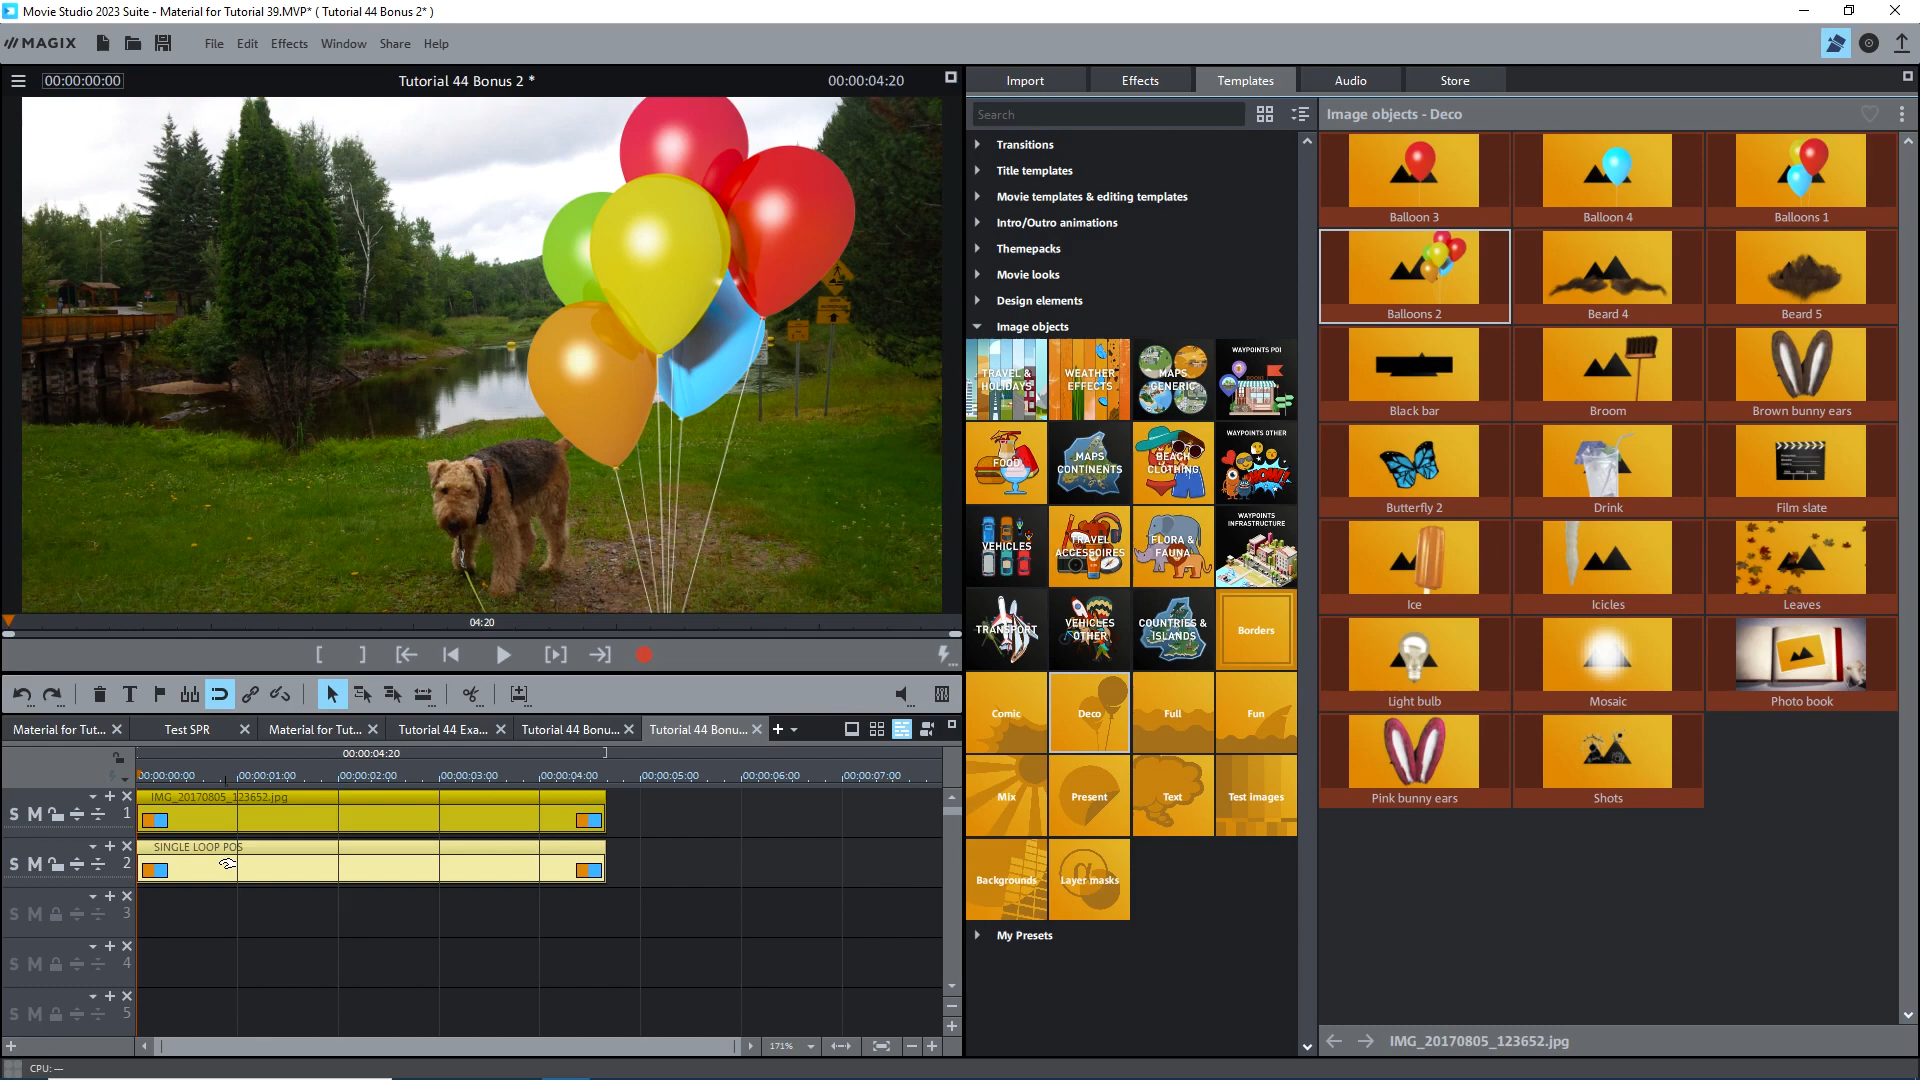 Movie Studio 2023 Suite - Material for Tutorial 39.MVP* ( Tutorial 44 Bonus 2* )
MAGIX
File Edit Effects Window Share Help
00:00:00:00
Tutorial 44 Bonus 2 *
00:00:04:20
Import Effects Templates Audio Store
Search
Image objects - Deco
Transitions
Title templates
Movie templates & editing templates
Intro/Outro animations
Themepacks
Movie looks
Design elements
Image objects
TRAVEL & HOLIDAYS
WEATHER EFFECTS
MAPS GENERIC
WAYPOINTS POI
FOOD
MAPS CONTINENTS
BEACH CLOTHING
WAYPOINTS OTHER
WOW!
VEHICLES
TRAVEL ACCESSOIRES
FLORA & FAUNA
WAYPOINTS INFRASTRUCTURE
TRANSPORT
VEHICLES OTHER
COUNTRIES & ISLANDS
Borders
Comic
Deco
Full
Fun
Mix
Present
Text
Test images
Backgrounds
Layer masks
My Presets
Balloon 3
Balloon 4
Balloons 1
Balloons 2
Beard 4
Beard 5
Black bar
Broom
Brown bunny ears
Butterfly 2
Drink
Film slate
Ice
Icicles
Leaves
Light bulb
Mosaic
Photo book
Pink bunny ears
Shots
IMG_20170805_123652.jpg
04:20
Material for Tut...
Test SPR
Material for Tut...
Tutorial 44 Exa...
Tutorial 44 Bonu...
Tutorial 44 Bonu...
00:00:04:20
00:00:00:00 00:00:01:00 00:00:02:00 00:00:03:00 00:00:04:00 00:00:05:00 00:00:06:00 00:00:07:00
IMG_20170805_123652.jpg
S M 1
SINGLE LOOP POS
S M 2
S M 3
S M 4
S M 5
171%
CPU: —